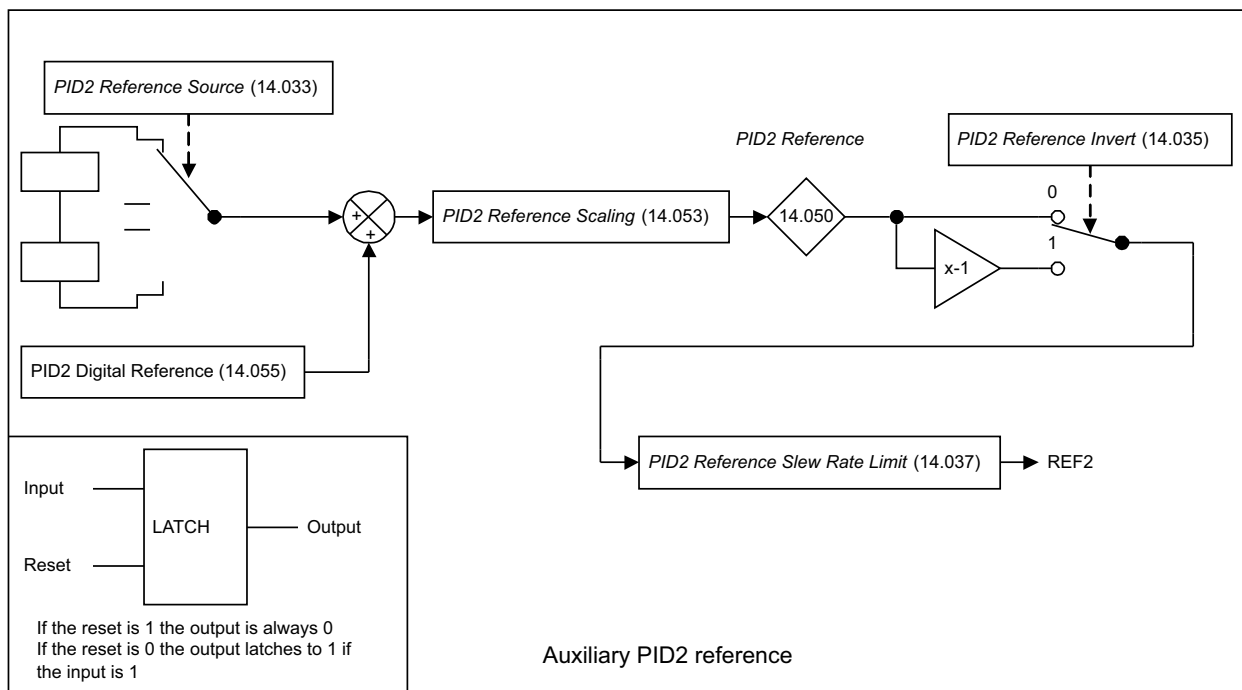 PID2 Reference Source (14.033)
PID2 Reference
PID2 Reference Invert (14.035)
0
+
+
PID2 Reference Scaling (14.053)
14.050
1
x-1
PID2 Digital Reference (14.055)
PID2 Reference Slew Rate Limit (14.037)
REF2
Input
LATCH
Output
Reset
If the reset is 1 the output is always 0
If the reset is 0 the output latches to 1 if
the input is 1
Auxiliary PID2 reference